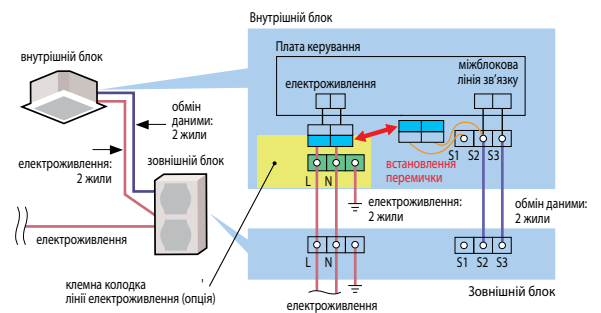 Внутрішній блок
Плата керування
внутрішній блок
електроживлення
міжблокова
лінія зв'язку
обмін
даними:
2 жили
електроживлення:
2 жили
зовнішній блок
S1 S2 S3
встановлення
перемички
L N
електроживлення:
2 жили
обмін даними:
2 жили
електроживлення
L N
S1 S2 S3
клемна колодка
лінії електроживлення (опція)
Зовнішній блок
електроживлення